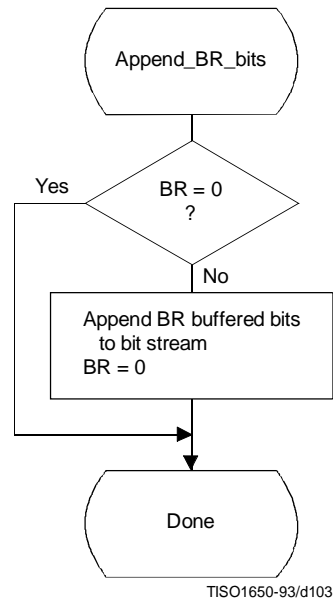 Append_BR_bits
Yes
BR = 0
?
No
Append BR buffered bits
to bit stream
BR = 0
Done
TISO1650-93/d103